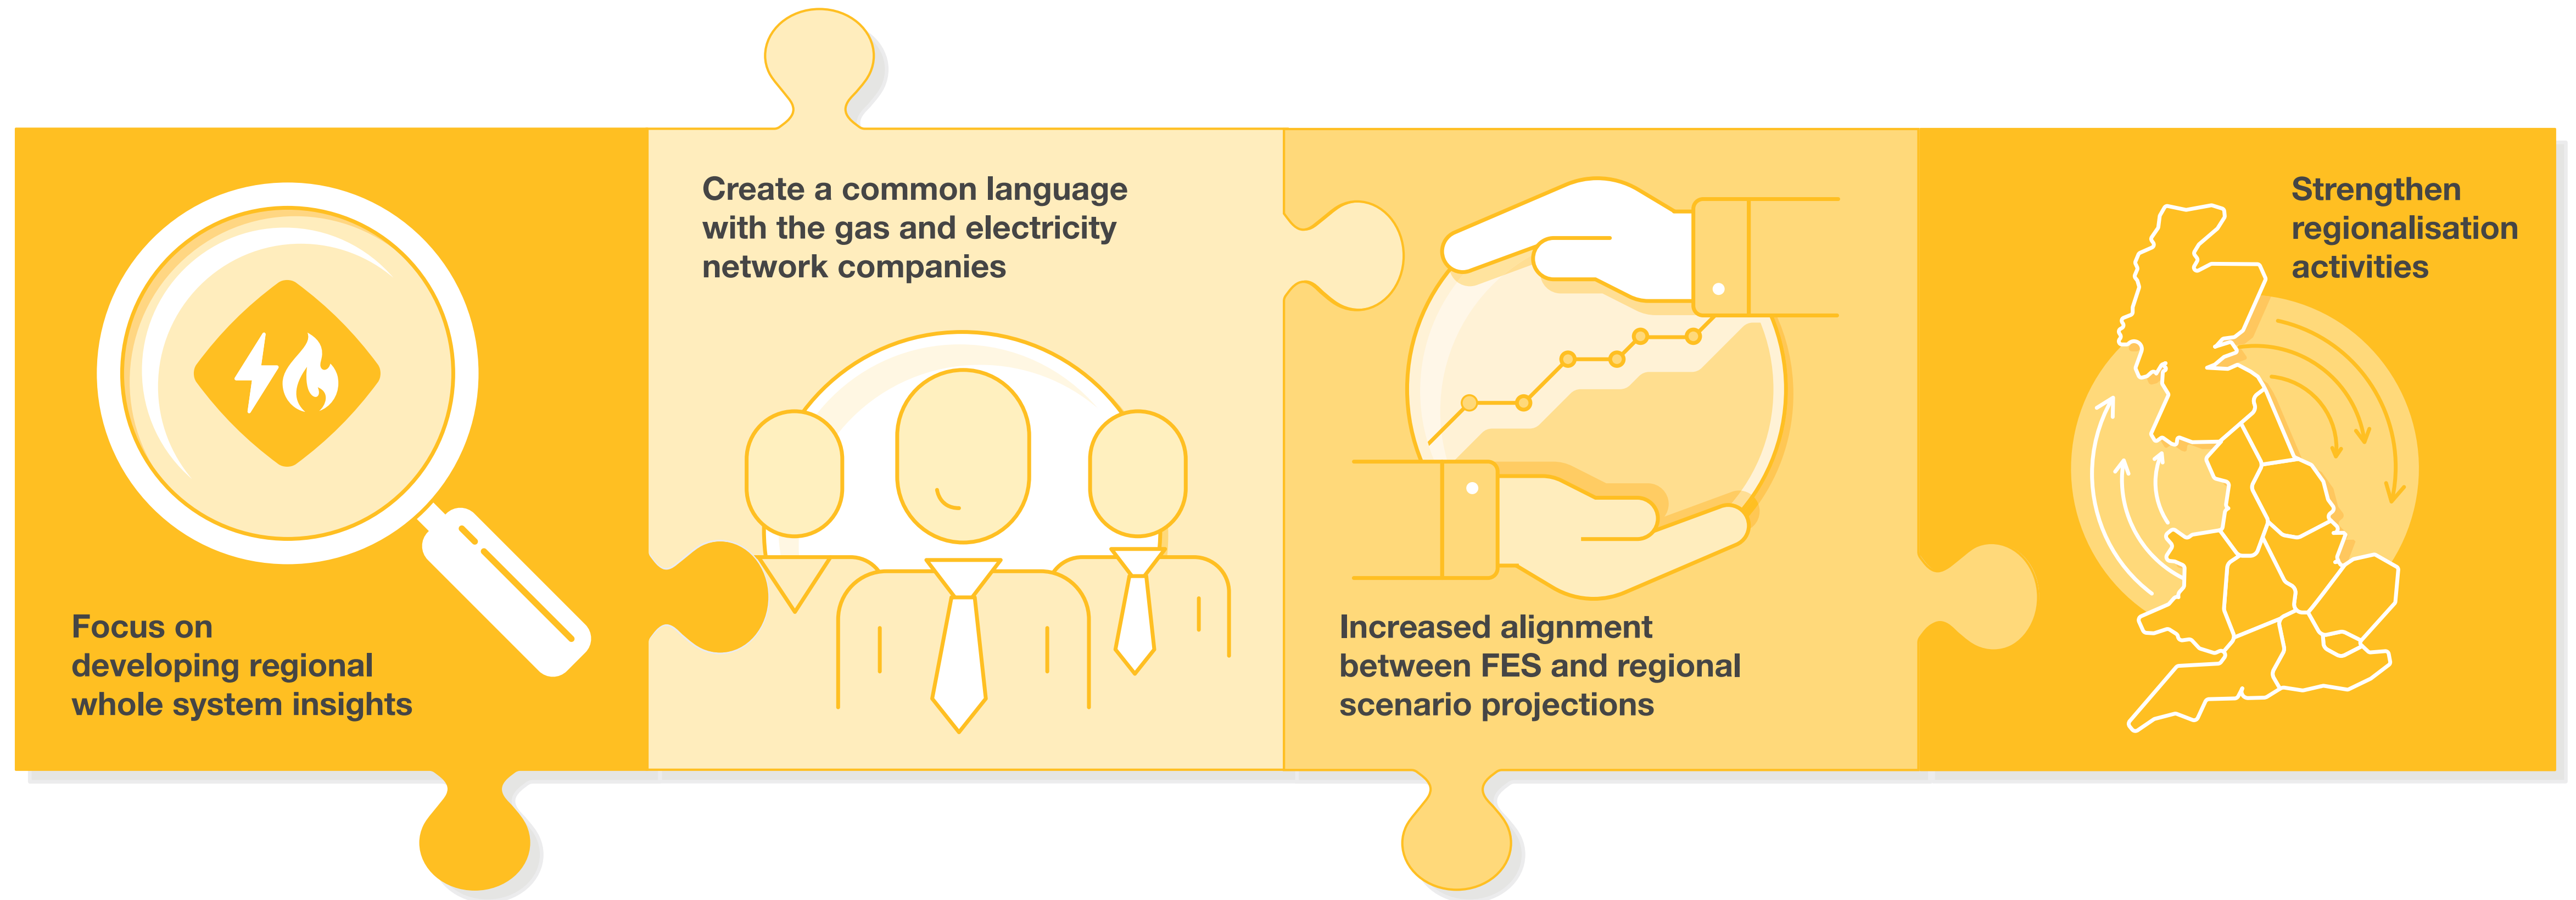 Focus on
developing regional
whole system insights
Create a common language
with the gas and electricity
network companies
Increased alignment
between FES and regional
scenario projections
Strengthen
regionalisation
activities